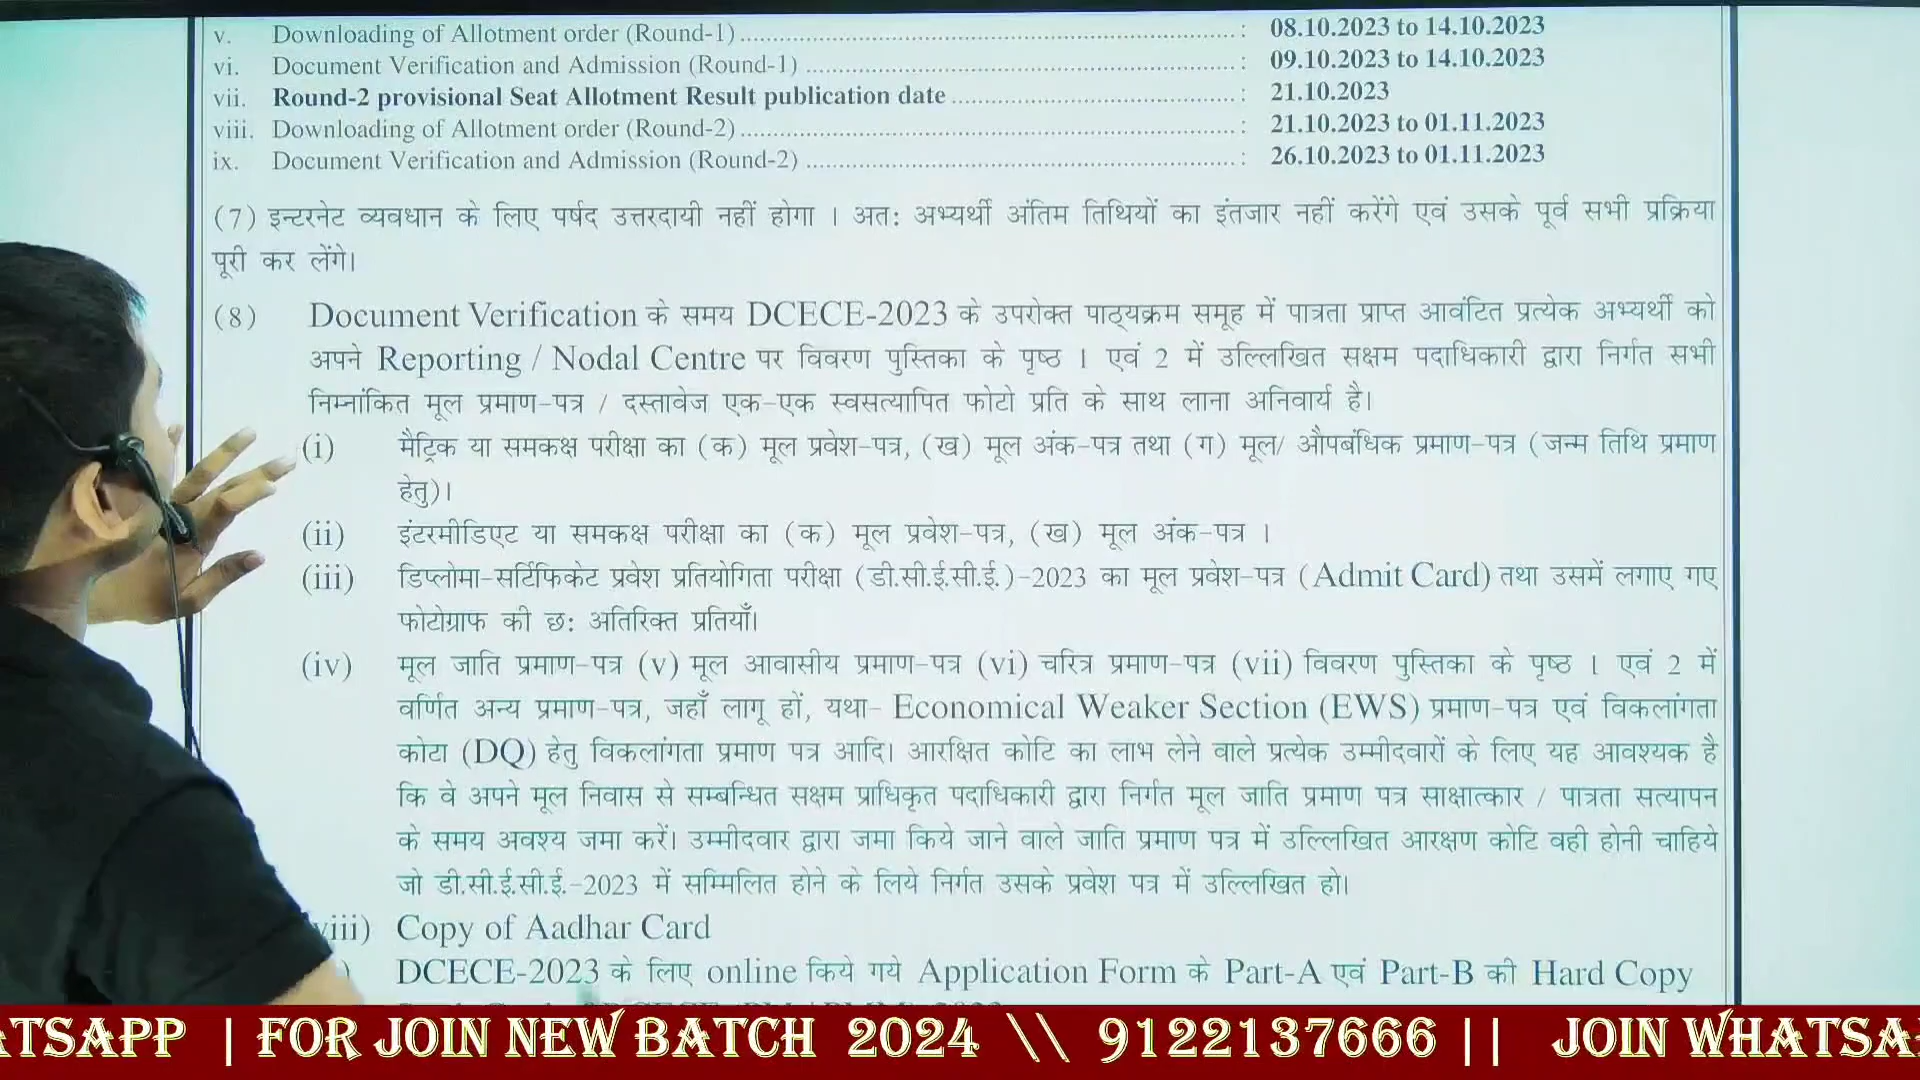 v. Downloading of Allotment order (Round-1) : 08.10.2023 to 14.10.2023
vi. Document Verification and Admission (Round-1) : 09.10.2023 to 14.10.2023
vii. Round-2 provisional Seat Allotment Result publication date : 21.10.2023
viii. Downloading of Allotment order (Round-2) : 21.10.2023 to 01.11.2023
ix. Document Verification and Admission (Round-2) : 26.10.2023 to 01.11.2023
(7) इन्टरनेट व्यवधान के लिए पर्षद उत्तरदायी नहीं होगा । अतः अभ्यर्थी अंतिम तिथियों का इंतजार नहीं करेंगे एवं उसके पूर्व सभी प्रक्रिया
पूरी कर लेंगे।
(8) Document Verification के समय DCECE-2023 के उपरोक्त पाठ्यक्रम समूह में पात्रता प्राप्त आवंटित प्रत्येक अभ्यर्थी को
अपने Reporting / Nodal Centre पर विवरण पुस्तिका के पृष्ठ 1 एवं 2 में उल्लिखित सक्षम पदाधिकारी द्वारा निर्गत सभी
निम्नांकित मूल प्रमाण-पत्र / दस्तावेज एक-एक स्वसत्यापित फोटो प्रति के साथ लाना अनिवार्य है।
(i) मैट्रिक या समकक्ष परीक्षा का (क) मूल प्रवेश-पत्र, (ख) मूल अंक-पत्र तथा (ग) मूल/ औपबंधिक प्रमाण-पत्र (जन्म तिथि प्रमाण
हेतु)।
(ii) इंटरमीडिएट या समकक्ष परीक्षा का (क) मूल प्रवेश-पत्र, (ख) मूल अंक-पत्र ।
(iii) डिप्लोमा-सर्टिफिकेट प्रवेश प्रतियोगिता परीक्षा (डी.सी.ई.सी.ई.)-2023 का मूल प्रवेश-पत्र (Admit Card) तथा उसमें लगाए गए
फोटोग्राफ की छः अतिरिक्त प्रतियाँ।
(iv) मूल जाति प्रमाण-पत्र (v) मूल आवासीय प्रमाण-पत्र (vi) चरित्र प्रमाण-पत्र (vii) विवरण पुस्तिका के पृष्ठ 1 एवं 2 में
वर्णित अन्य प्रमाण-पत्र, जहाँ लागू हों, यथा- Economical Weaker Section (EWS) प्रमाण-पत्र एवं विकलांगता
कोटा (DQ) हेतु विकलांगता प्रमाण पत्र आदि। आरक्षित कोटि का लाभ लेने वाले प्रत्येक उम्मीदवारों के लिए यह आवश्यक है
कि वे अपने मूल निवास से सम्बन्धित सक्षम प्राधिकृत पदाधिकारी द्वारा निर्गत मूल जाति प्रमाण पत्र साक्षात्कार / पात्रता सत्यापन
के समय अवश्य जमा करें। उम्मीदवार द्वारा जमा किये जाने वाले जाति प्रमाण पत्र में उल्लिखित आरक्षण कोटि वही होनी चाहिये
जो डी.सी.ई.सी.ई.-2023 में सम्मिलित होने के लिये निर्गत उसके प्रवेश पत्र में उल्लिखित हो।
viii) Copy of Aadhar Card
) DCECE-2023 के लिए online किये गये Application Form के Part-A एवं Part-B की Hard Copy
ATSAPP | FOR JOIN NEW BATCH 2024 \\ 9122137666 || JOIN WHATSA